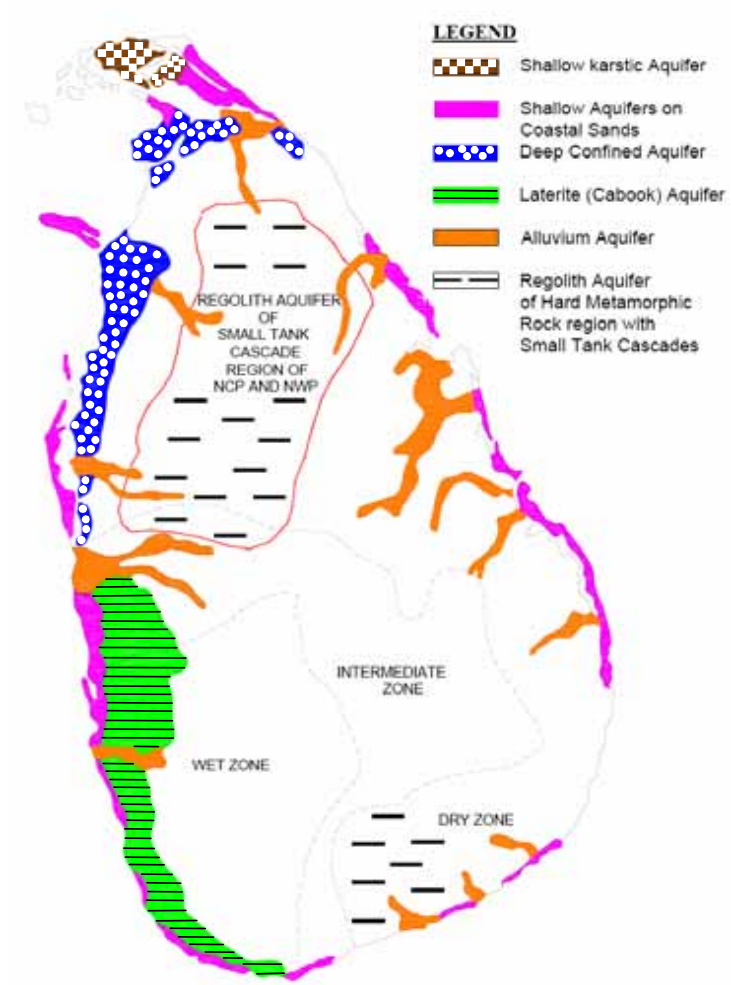 LEGEND
Shallow karstic Aquifer
Shallow Aquifers on
Coastal Sands
Deep Confined Aquifer
Laterite (Cabook) Aquifer
Alluvium Aquifer
Regolith Aquifer
of Hard Metamorphic
Rock region with
Small Tank Cascades
REGOLITH AQUIFER
OF
SMALL TANK
CASCADE
REGION OF
NCP AND NWP
INTERMEDIATE
ZONE
WET ZONE
DRY ZONE